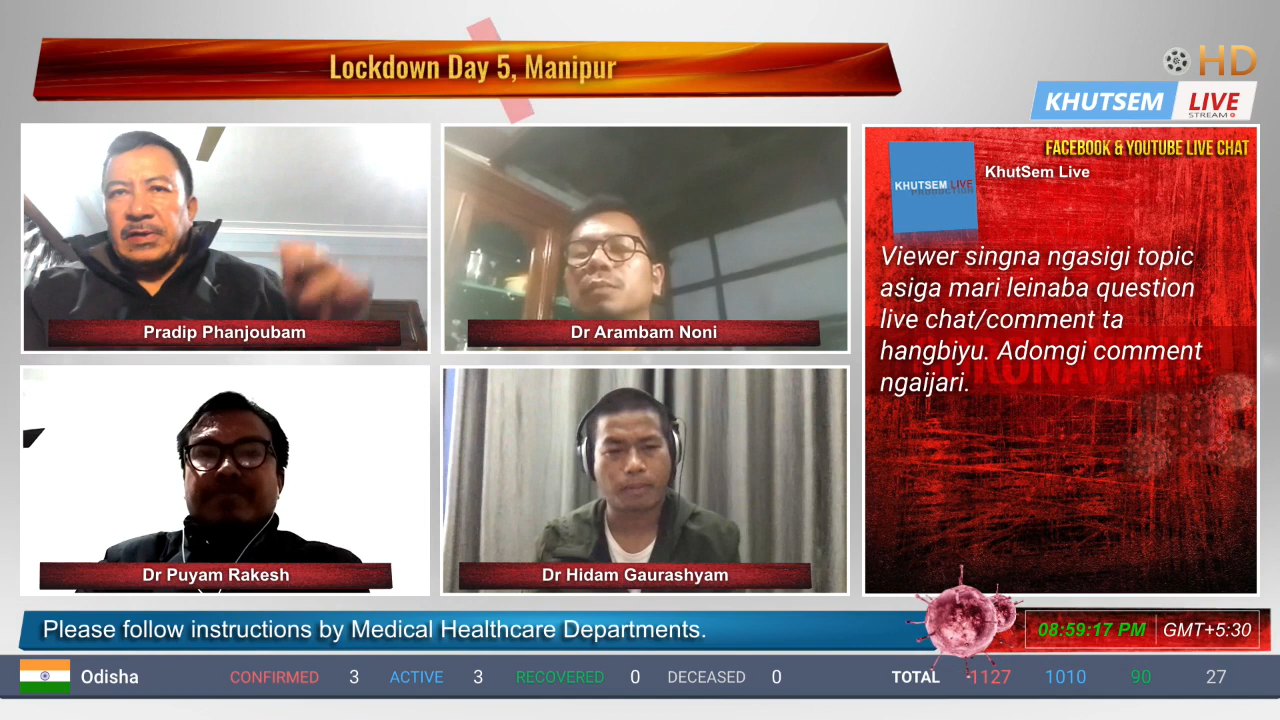 Lockdown Day 5, Manipur
HD
KHUTSEM LIVE
STREAM
FACEBOOK & YOUTUBE LIVE CHAT
KHUTSEM LIVE
PRODUCTION
KhutSem Live
Viewer singna ngasigi topic
asiga mari leinaba question
live chat/comment ta
hangbiyu. Adomgi comment
ngaijari.
Pradip Phanjoubam
Dr Arambam Noni
Dr Puyam Rakesh
Dr Hidam Gaurashyam
Please follow instructions by Medical Healthcare Departments.
08:59:17 PM GMT+5:30
Odisha CONFIRMED 3 ACTIVE 3 RECOVERED 0 DECEASED 0 TOTAL 1127 1010 90 27